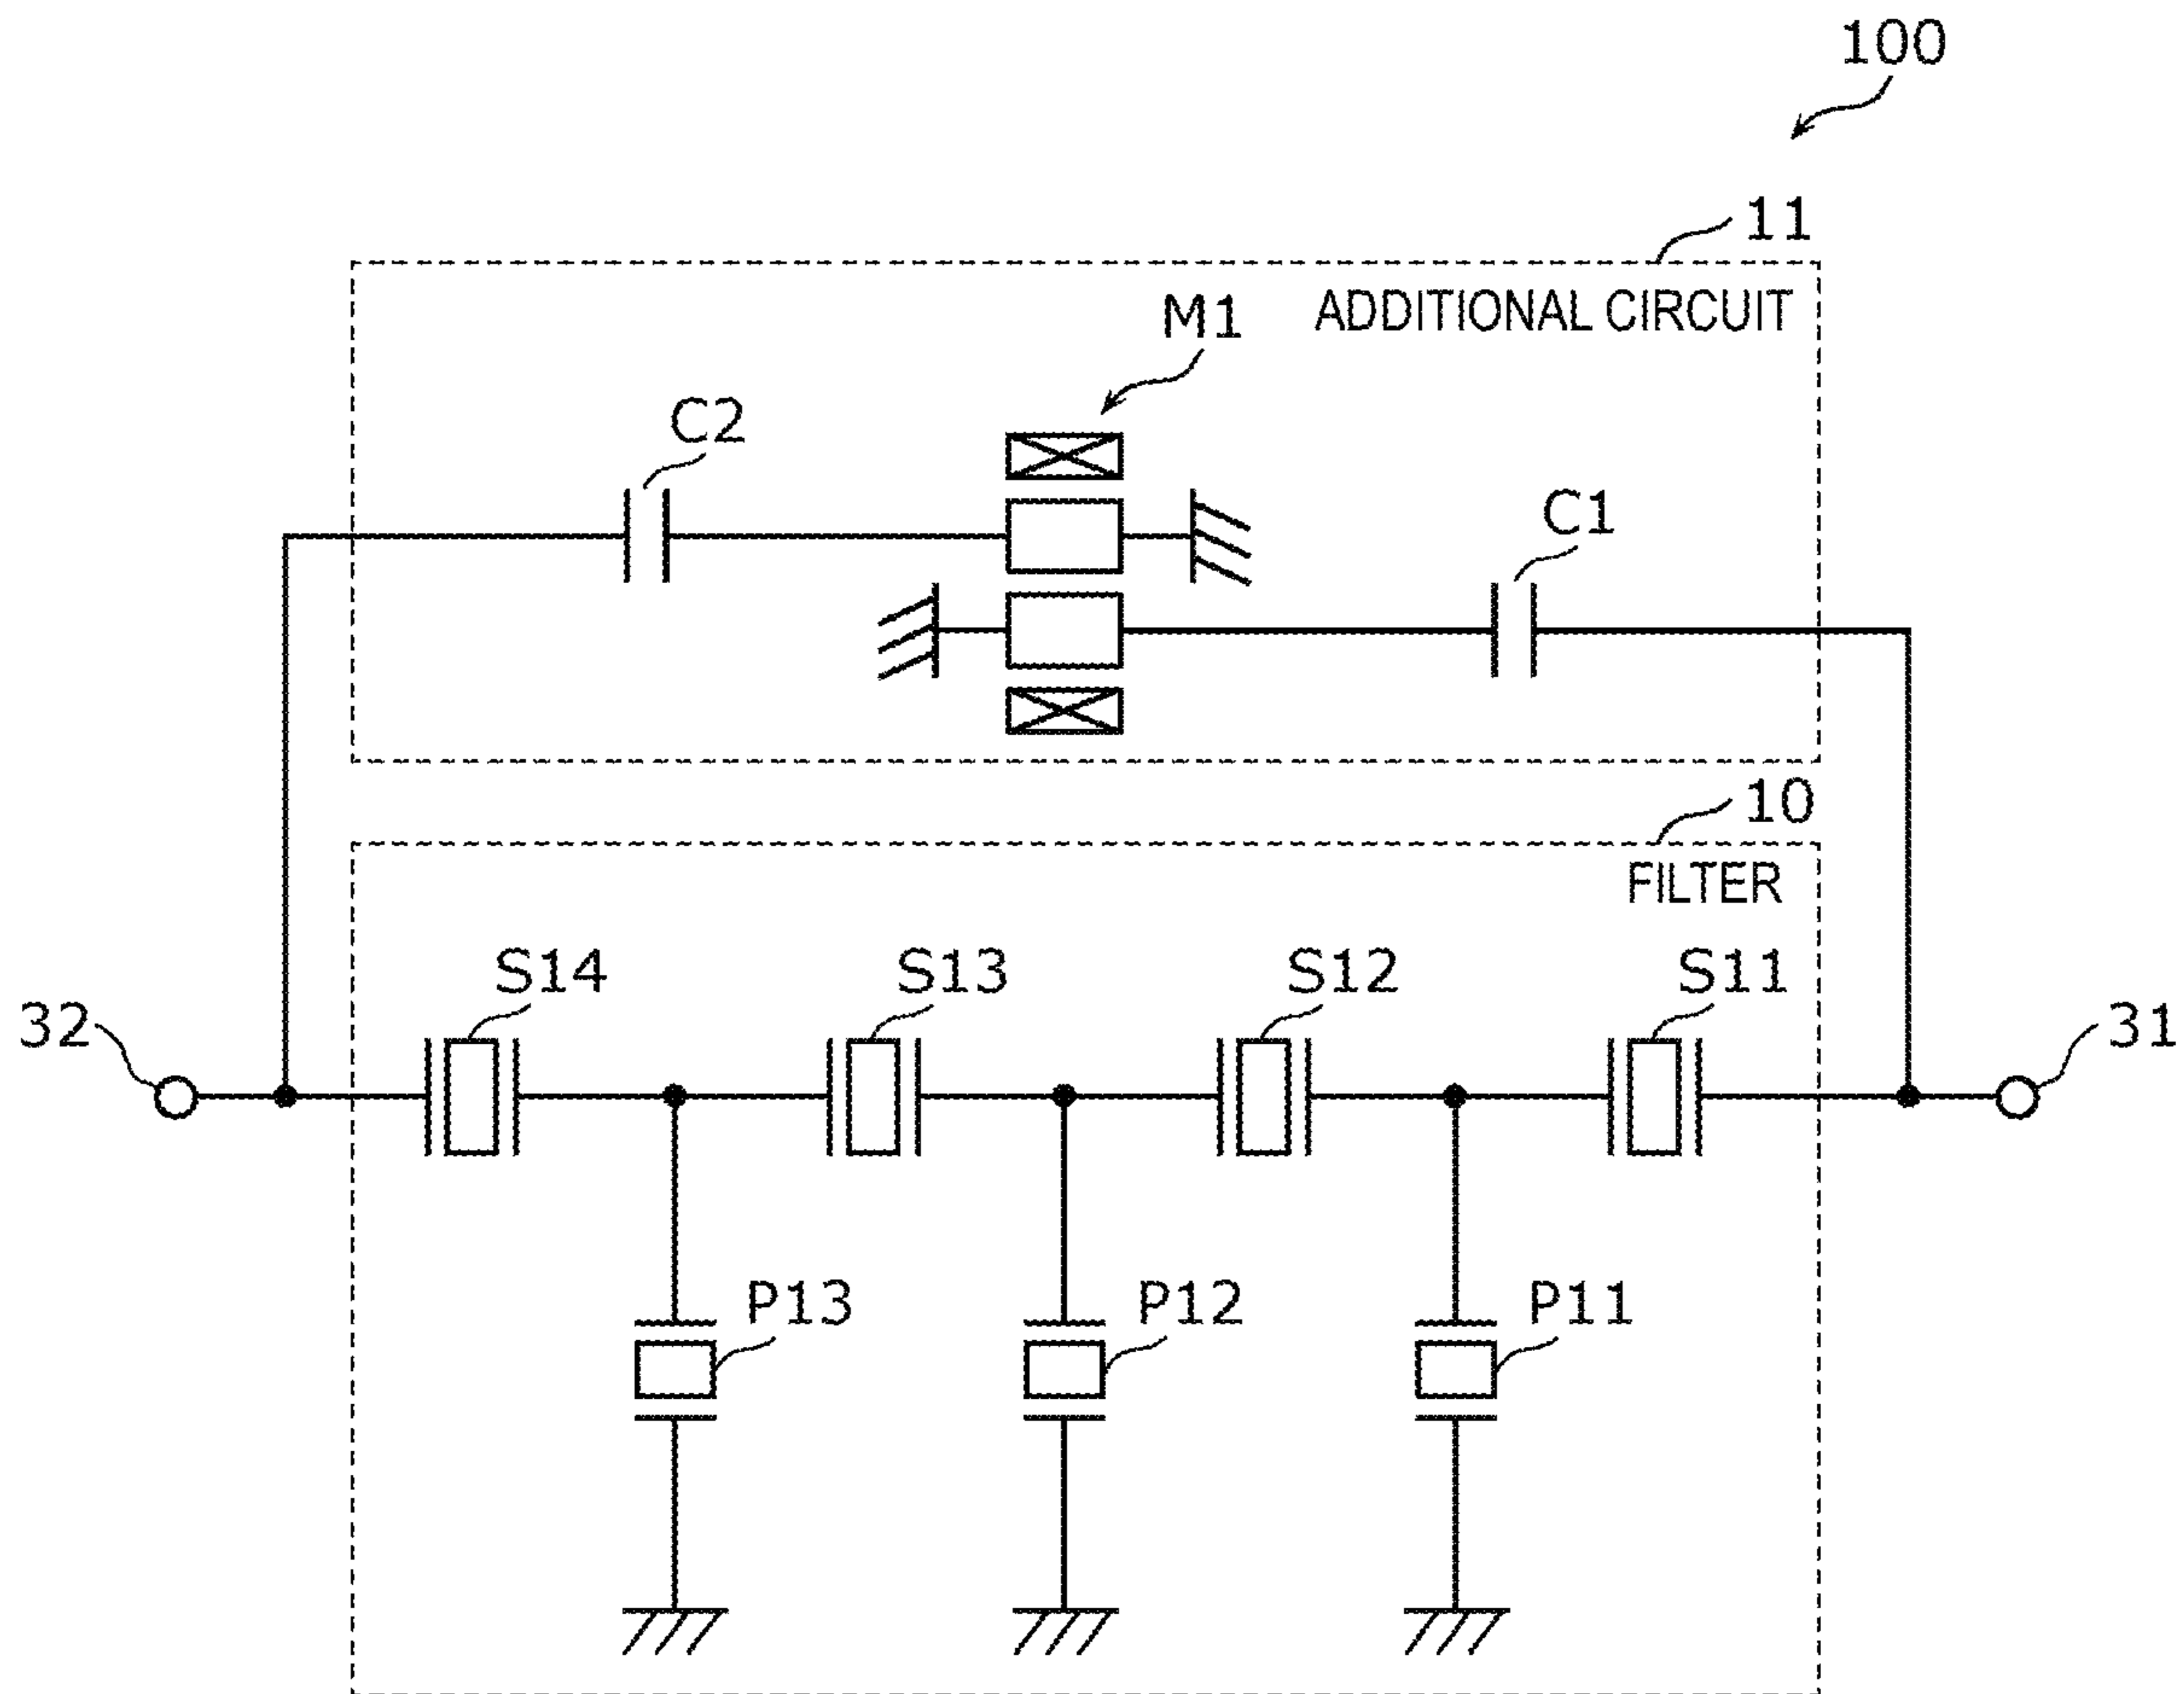 100
11
ADDITIONAL CIRCUIT
M1
C2
C1
10
FILTER
S14
S13
S12
S11
32
31
P13
P12
P11